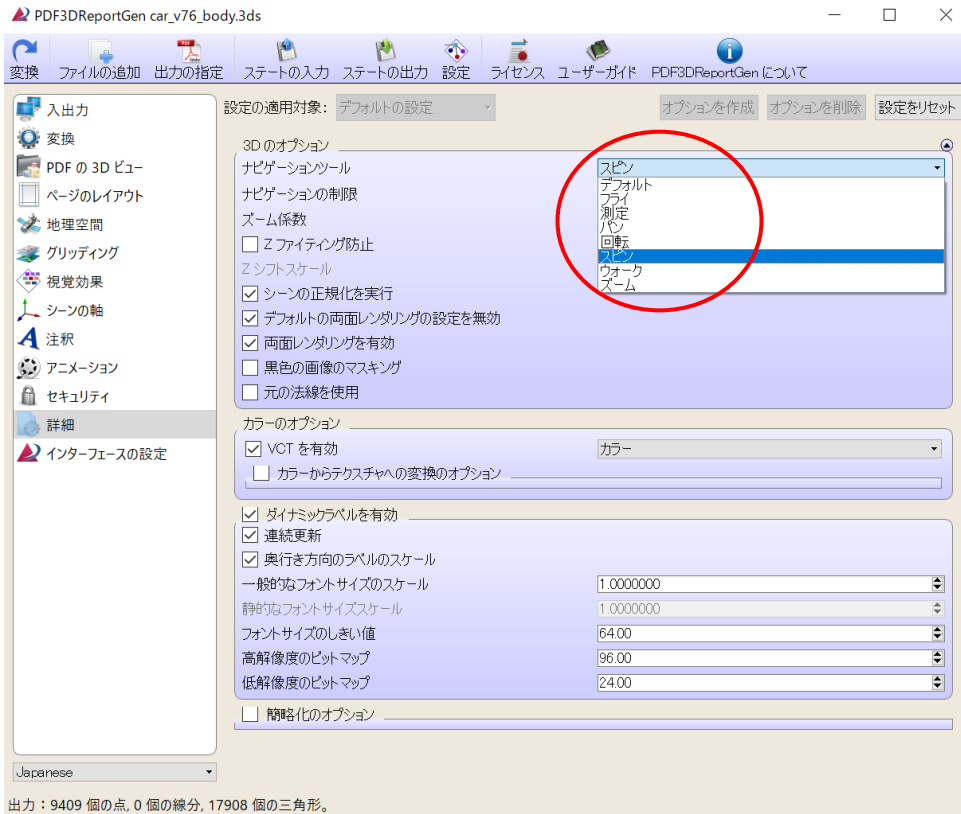 PDF3DReportGen car_v76_body.3ds
変換 ファイルの追加 出力の指定 ステートの入力 ステートの出力 設定 ライセンス ユーザーガイド PDF3DReportGen について
入出力
変換
PDF の 3D ビュー
ページのレイアウト
地理空間
グリッディング
視覚効果
シーンの軸
注釈
アニメーション
セキュリティ
詳細
インターフェースの設定
Japanese
設定の適用対象: デフォルトの設定 オプションを作成 オプションを削除 設定をリセット
3D のオプション
ナビゲーションツール スピン
デフォルト
フライ
測定
パン
回転
スピン
ウォーク
ズーム
ナビゲーションの制限
ズーム係数
Z ファイティング防止
Z シフトスケール
シーンの正規化を実行
デフォルトの両面レンダリングの設定を無効
両面レンダリングを有効
黒色の画像のマスキング
元の法線を使用
カラーのオプション
VCT を有効 カラー
カラーからテクスチャへの変換のオプション
ダイナミックラベルを有効
連続更新
奥行き方向のラベルのスケール
一般的なフォントサイズのスケール 1.0000000
静的なフォントサイズスケール 1.0000000
フォントサイズのしきい値 64.00
高解像度のビットマップ 96.00
低解像度のビットマップ 24.00
簡略化のオプション
出力：9409 個の点, 0 個の線分, 17908 個の三角形。